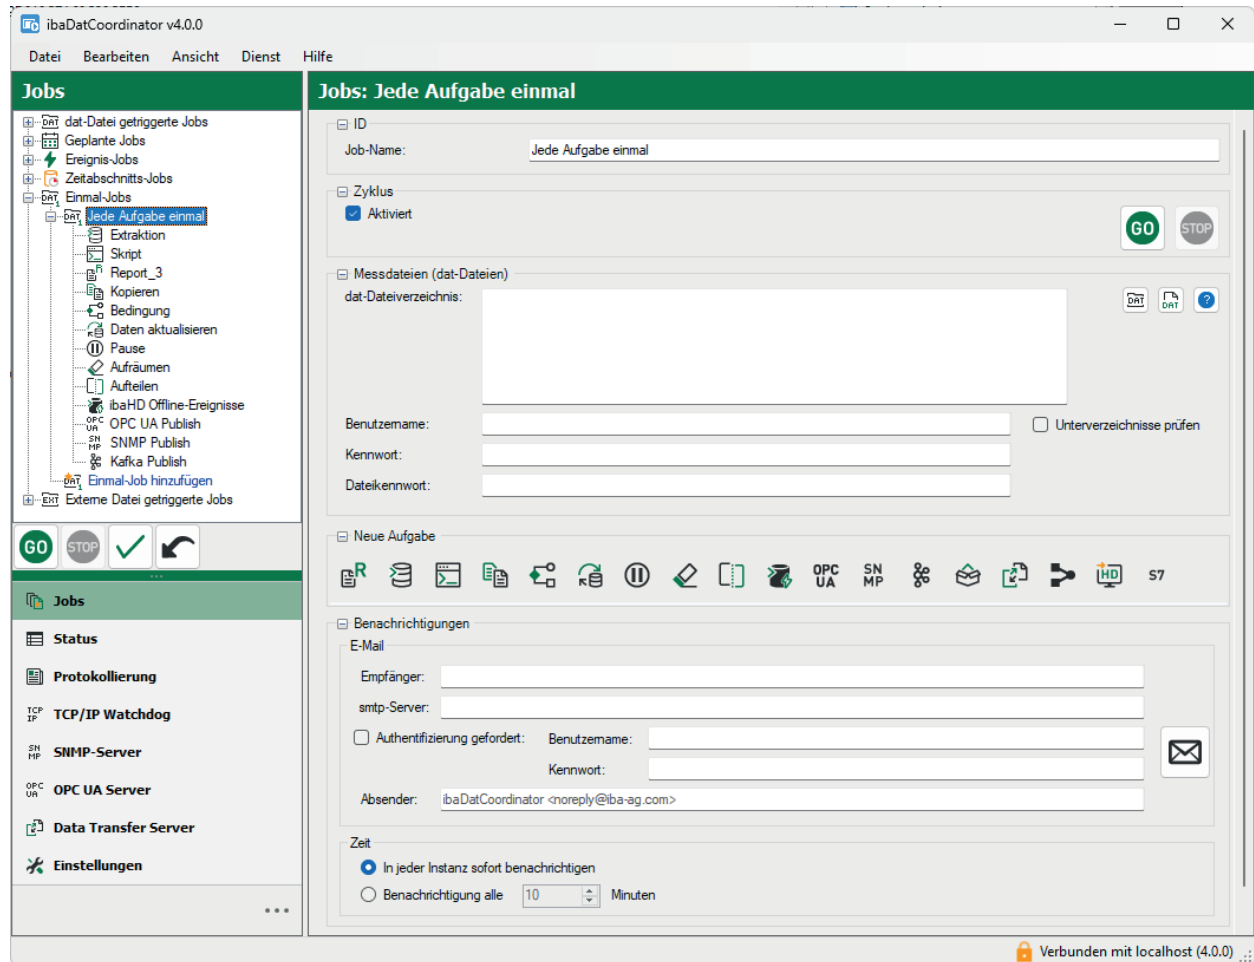 ibaDatCoordinator v4.0.0
Datei Bearbeiten Ansicht Dienst Hilfe
Jobs
dat-Datei getriggerte Jobs
Geplante Jobs
Ereignis-Jobs
Zeitabschnitts-Jobs
Einmal-Jobs
Jede Aufgabe einmal
Extraktion
Skript
Report_3
Kopieren
Bedingung
Daten aktualisieren
Pause
Aufräumen
Aufteilen
ibaHD Offline-Ereignisse
OPC UA Publish
SNMP Publish
Kafka Publish
Einmal-Job hinzufügen
Externe Datei getriggerte Jobs
GO STOP
Jobs
Status
Protokollierung
TCP/IP Watchdog
SNMP-Server
OPC UA Server
Data Transfer Server
Einstellungen
Jobs: Jede Aufgabe einmal
ID
Job-Name: Jede Aufgabe einmal
Zyklus
Aktiviert
GO STOP
Messdateien (dat-Dateien)
dat-Dateiverzeichnis:
DAT DAT ?
Benutzername:
Unterverzeichnisse prüfen
Kennwort:
Dateikennwort:
Neue Aufgabe
R OPC UA SN MP HD S7
Benachrichtigungen
E-Mail
Empfänger:
smtp-Server:
Authentifizierung gefordert: Benutzername:
Kennwort:
Absender: ibaDatCoordinator <noreply@iba-ag.com>
Zeit
In jeder Instanz sofort benachrichtigen
Benachrichtigung alle 10 Minuten
Verbunden mit localhost (4.0.0)